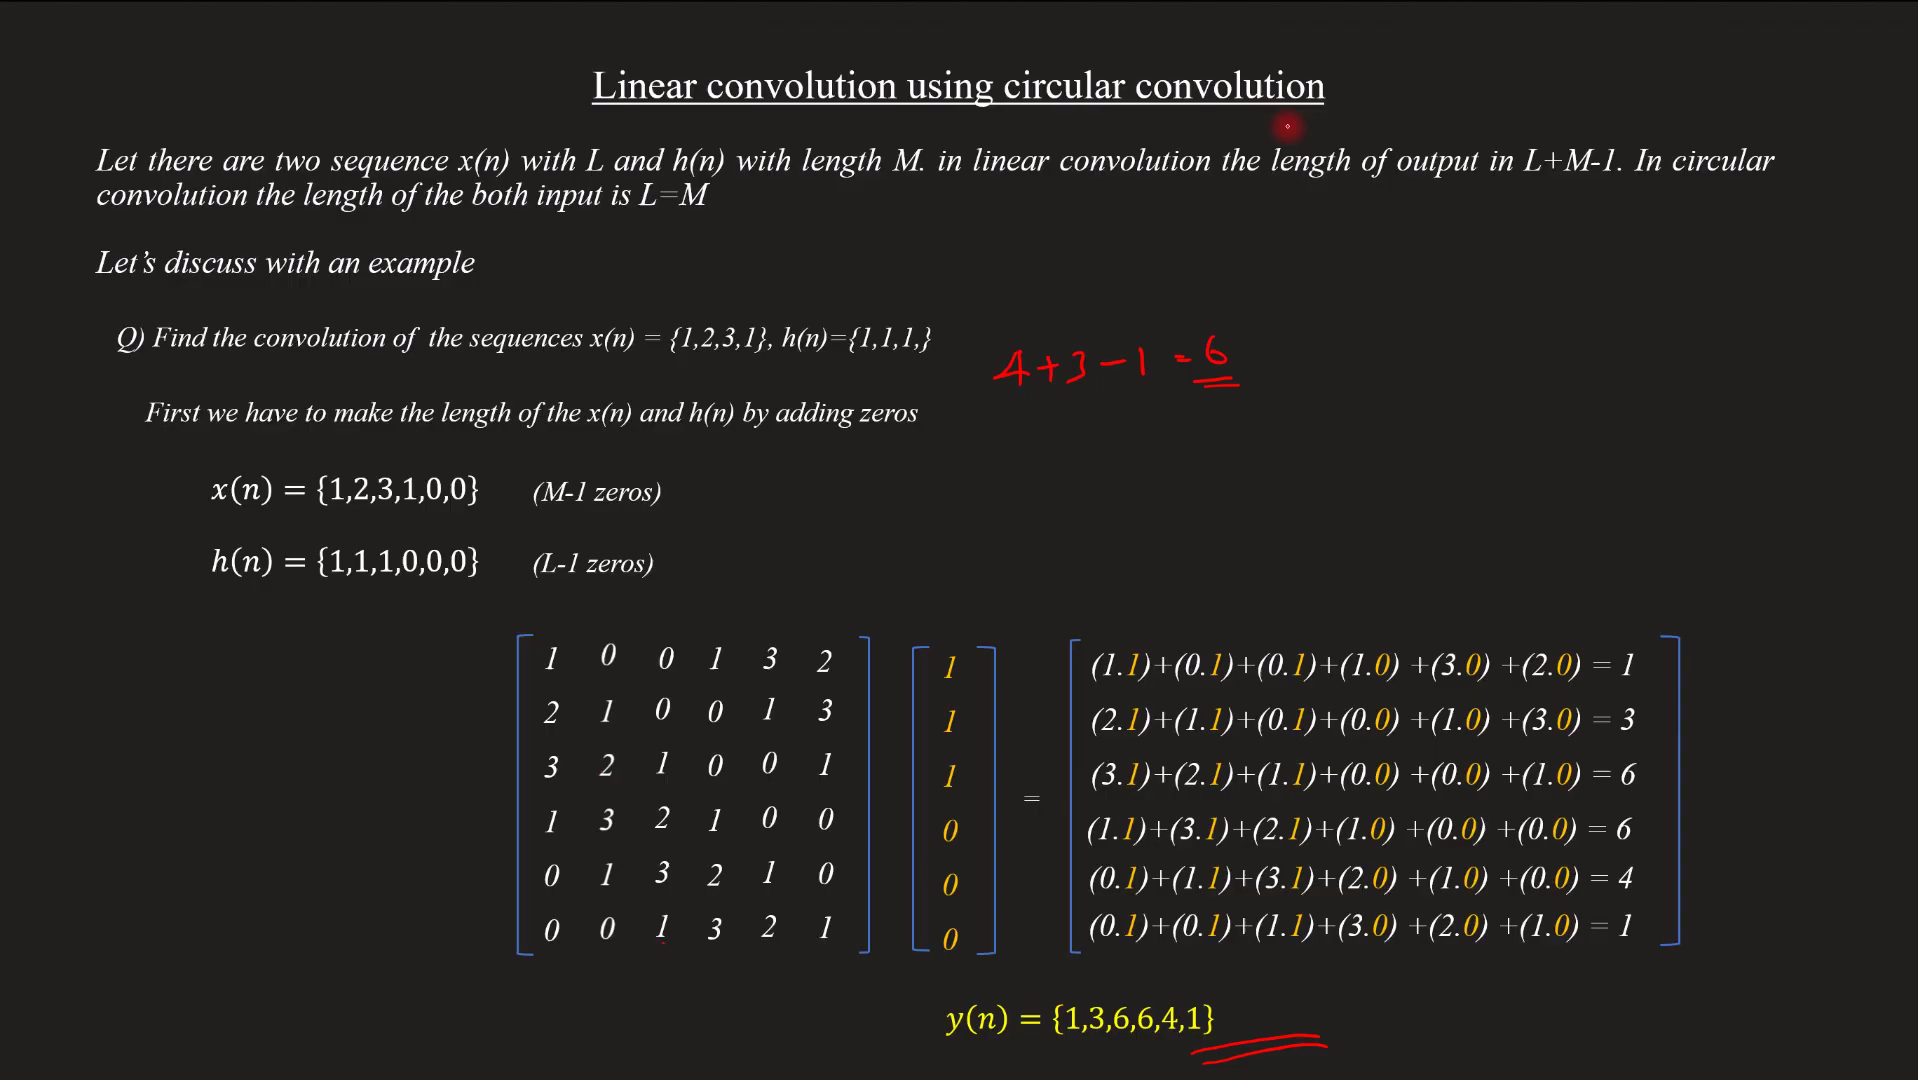 Linear convolution using circular convolution
Let there are two sequence x(n) with L and h(n) with length M. in linear convolution the length of output in L+M-1. In circular
convolution the length of the both input is L=M
Let’s discuss with an example
Q) Find the convolution of the sequences x(n) = {1,2,3,1}, h(n)={1,1,1,}
4+3-1 = 6
First we have to make the length of the x(n) and h(n) by adding zeros
x(n) = {1,2,3,1,0,0} (M-1 zeros)
h(n) = {1,1,1,0,0,0} (L-1 zeros)
1 0 0 1 3 2 1 (1.1)+(0.1)+(0.1)+(1.0) +(3.0) +(2.0) = 1
2 1 0 0 1 3 1 (2.1)+(1.1)+(0.1)+(0.0) +(1.0) +(3.0) = 3
3 2 1 0 0 1 1 (3.1)+(2.1)+(1.1)+(0.0) +(0.0) +(1.0) = 6
=
1 3 2 1 0 0 0 (1.1)+(3.1)+(2.1)+(1.0) +(0.0) +(0.0) = 6
0 1 3 2 1 0 0 (0.1)+(1.1)+(3.1)+(2.0) +(1.0) +(0.0) = 4
0 0 1 3 2 1 0 (0.1)+(0.1)+(1.1)+(3.0) +(2.0) +(1.0) = 1
y(n) = {1,3,6,6,4,1}